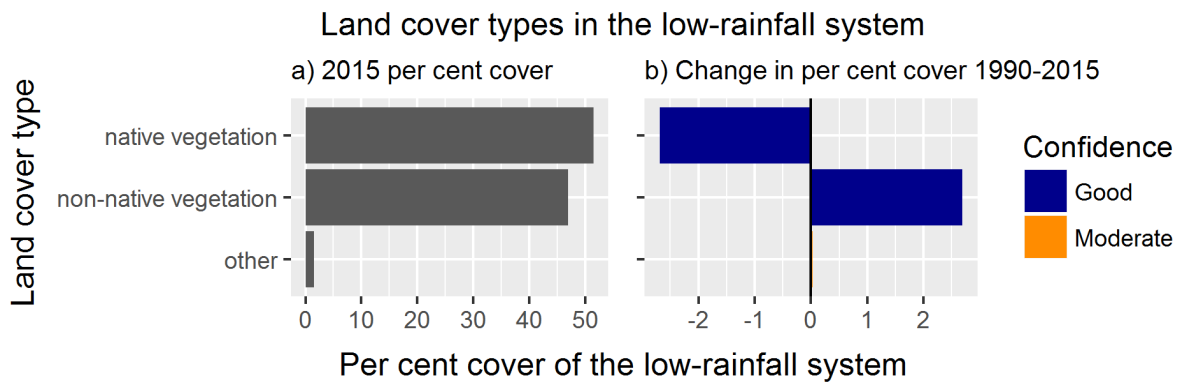 Land cover types in the low-rainfall system
a) 2015 per cent cover
b) Change in per cent cover 1990-2015
Land cover type
native vegetation
non-native vegetation
other
0 10 20 30 40 50
-2 -1 0 1 2
Per cent cover of the low-rainfall system
Confidence
Good
Moderate